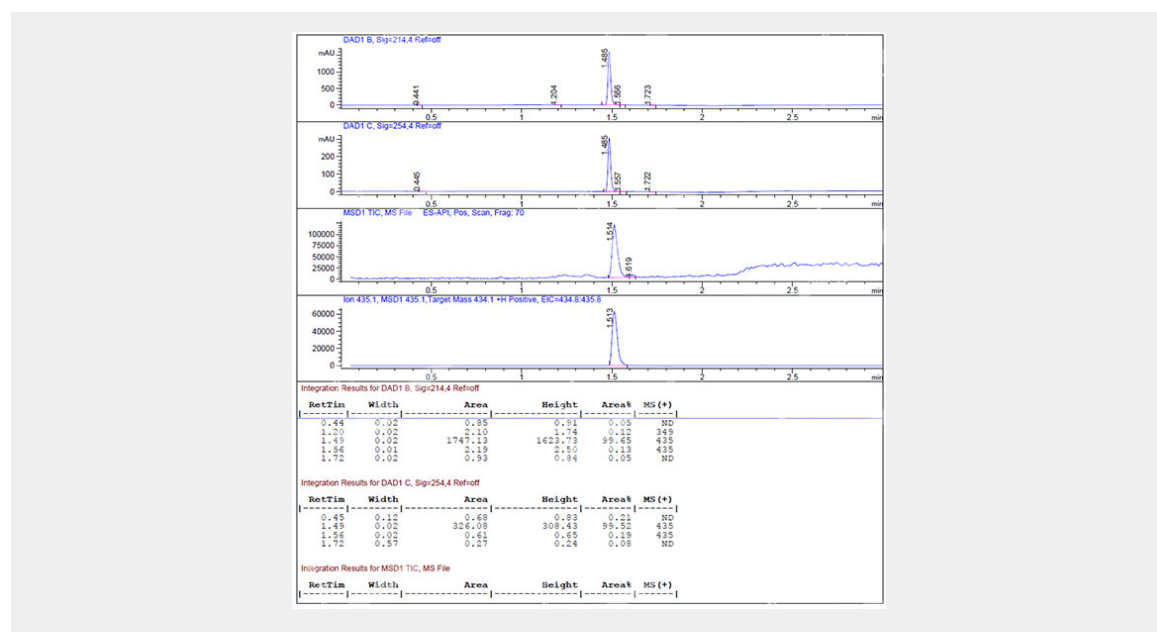 DAD1 B, Sig=214,4 Ref=off
mAU
1000
500
0
0.441
1.204
1.485
1.556
1.723
0.5 1 1.5 2 2.5 min
DAD1 C, Sig=254,4 Ref=off
mAU
200
100
0
0.445
1.485
1.557
1.722
0.5 1 1.5 2 2.5 min
MSD1 TIC, MS File ES-API, Pos, Scan, Frag: 70
100000
75000
50000
25000
0
1.514
1.619
0.5 1 1.5 2 2.5 min
Ion 435.1, MSD1 435.1,Target Mass 434.1 +H Positive, EIC=434.8:435.8
60000
40000
20000
0
1.513
0.5 1 1.5 2 2.5 min
Integration Results for DAD1 B, Sig=214,4 Ref=off
RetTim Width Area Height Area% MS(+)
|-------|----------|----------------|----------------|--------|------|
0.44 0.02 0.85 0.91 0.05 ND
1.20 0.02 2.10 1.74 0.12 349
1.49 0.02 1747.13 1623.73 99.65 435
1.56 0.01 2.19 2.50 0.13 435
1.72 0.02 0.93 0.84 0.05 ND
Integration Results for DAD1 C, Sig=254,4 Ref=off
RetTim Width Area Height Area% MS(+)
|-------|----------|----------------|----------------|--------|------|
0.45 0.12 0.68 0.83 0.21 ND
1.49 0.02 326.08 308.43 99.52 435
1.56 0.02 0.61 0.65 0.19 435
1.72 0.57 0.27 0.24 0.08 ND
Integration Results for MSD1 TIC, MS File
RetTim Width Area Height Area% MS(+)
|-------|----------|----------------|----------------|--------|------|